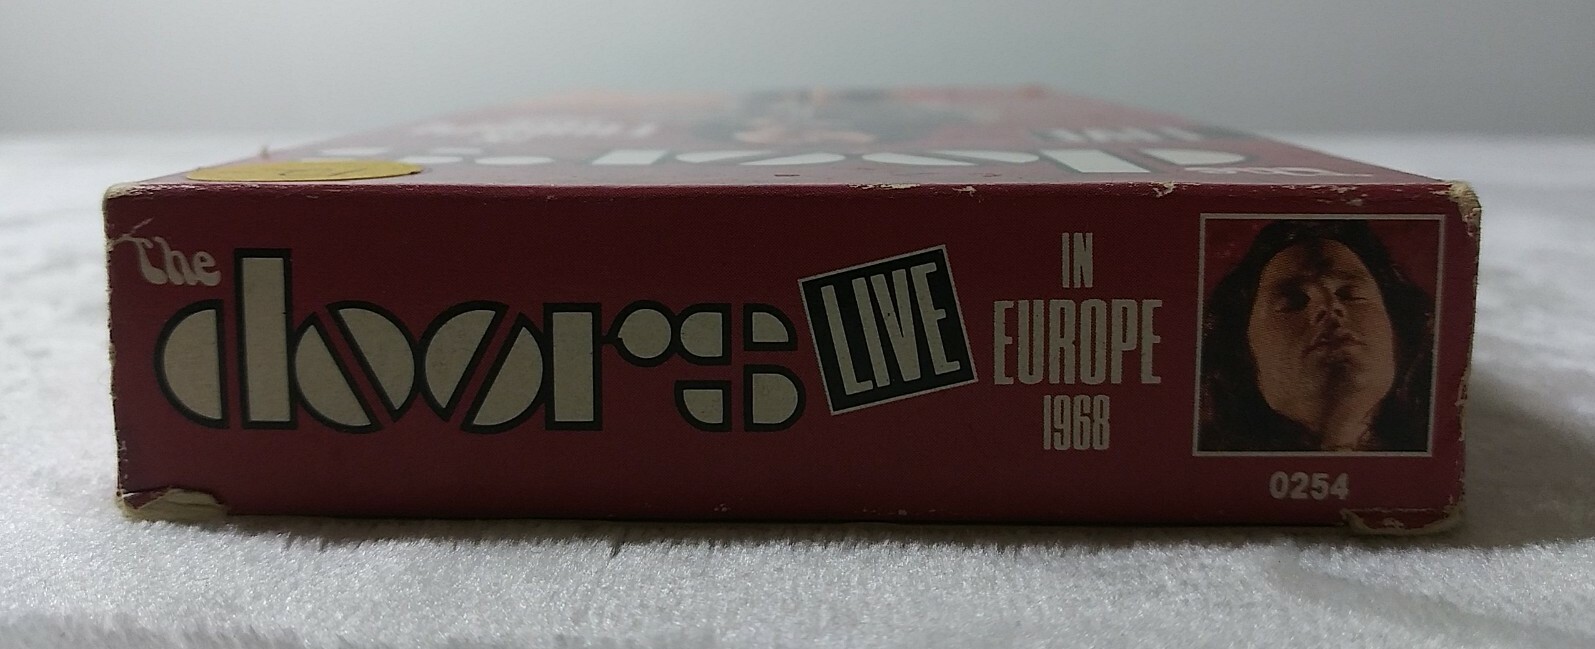 The
doors
LIVE
IN
EUROPE
1968
0254